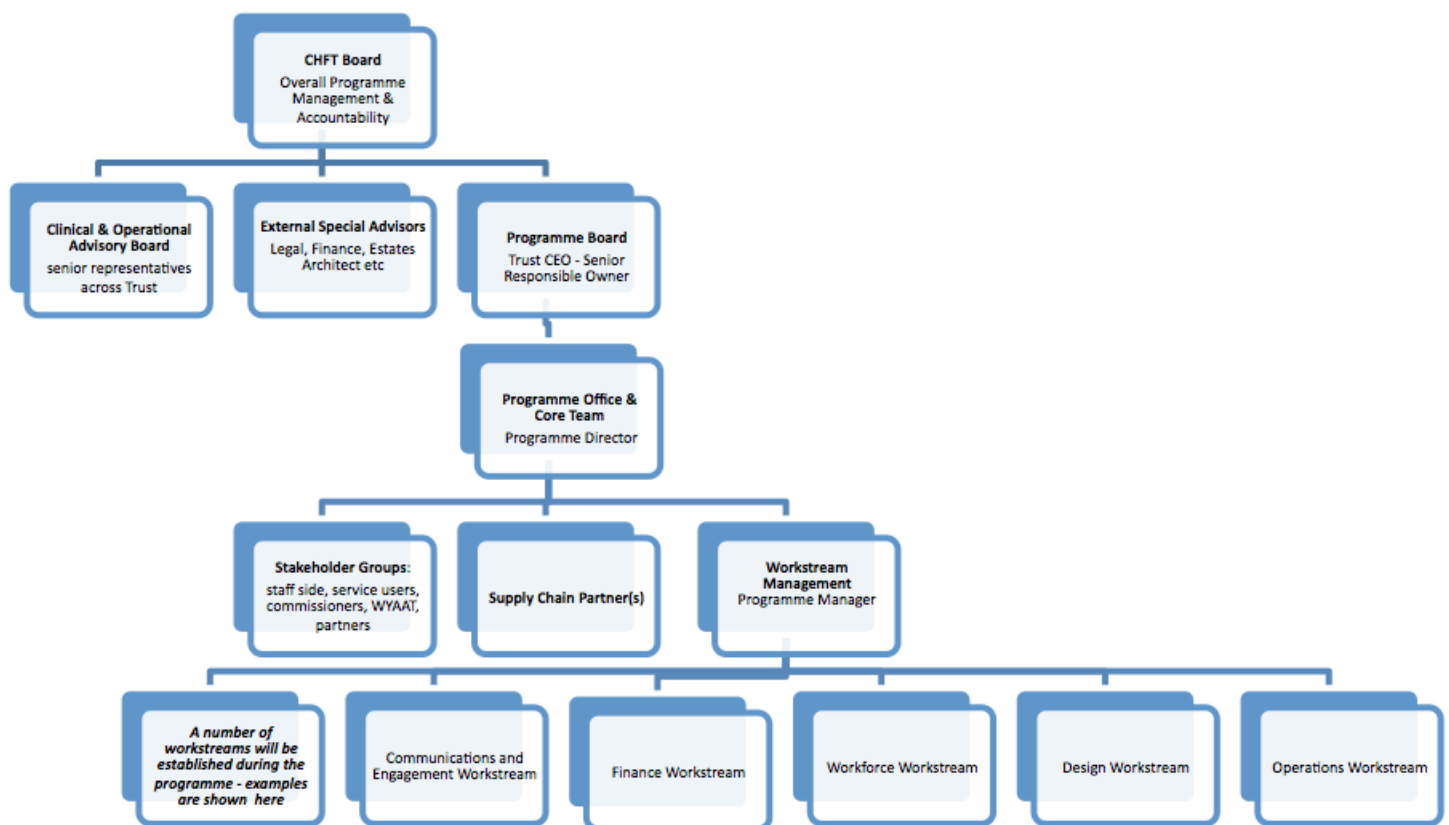 CHFT Board
Overall Programme
Management &
Accountability
Clinical & Operational
Advisory Board
senior representatives
across Trust
External Special Advisors
Legal, Finance, Estates
Architect etc
Programme Board
Trust CEO - Senior
Responsible Owner
Programme Office &
Core Team
Programme Director
Stakeholder Groups:
staff side, service users,
commissioners, WYAAT,
partners
Supply Chain Partner(s)
Workstream
Management
Programme Manager
A number of
workstreams will be
established during the
programme - examples
are shown here
Communications and
Engagement Workstream
Finance Workstream
Workforce Workstream
Design Workstream
Operations Workstream